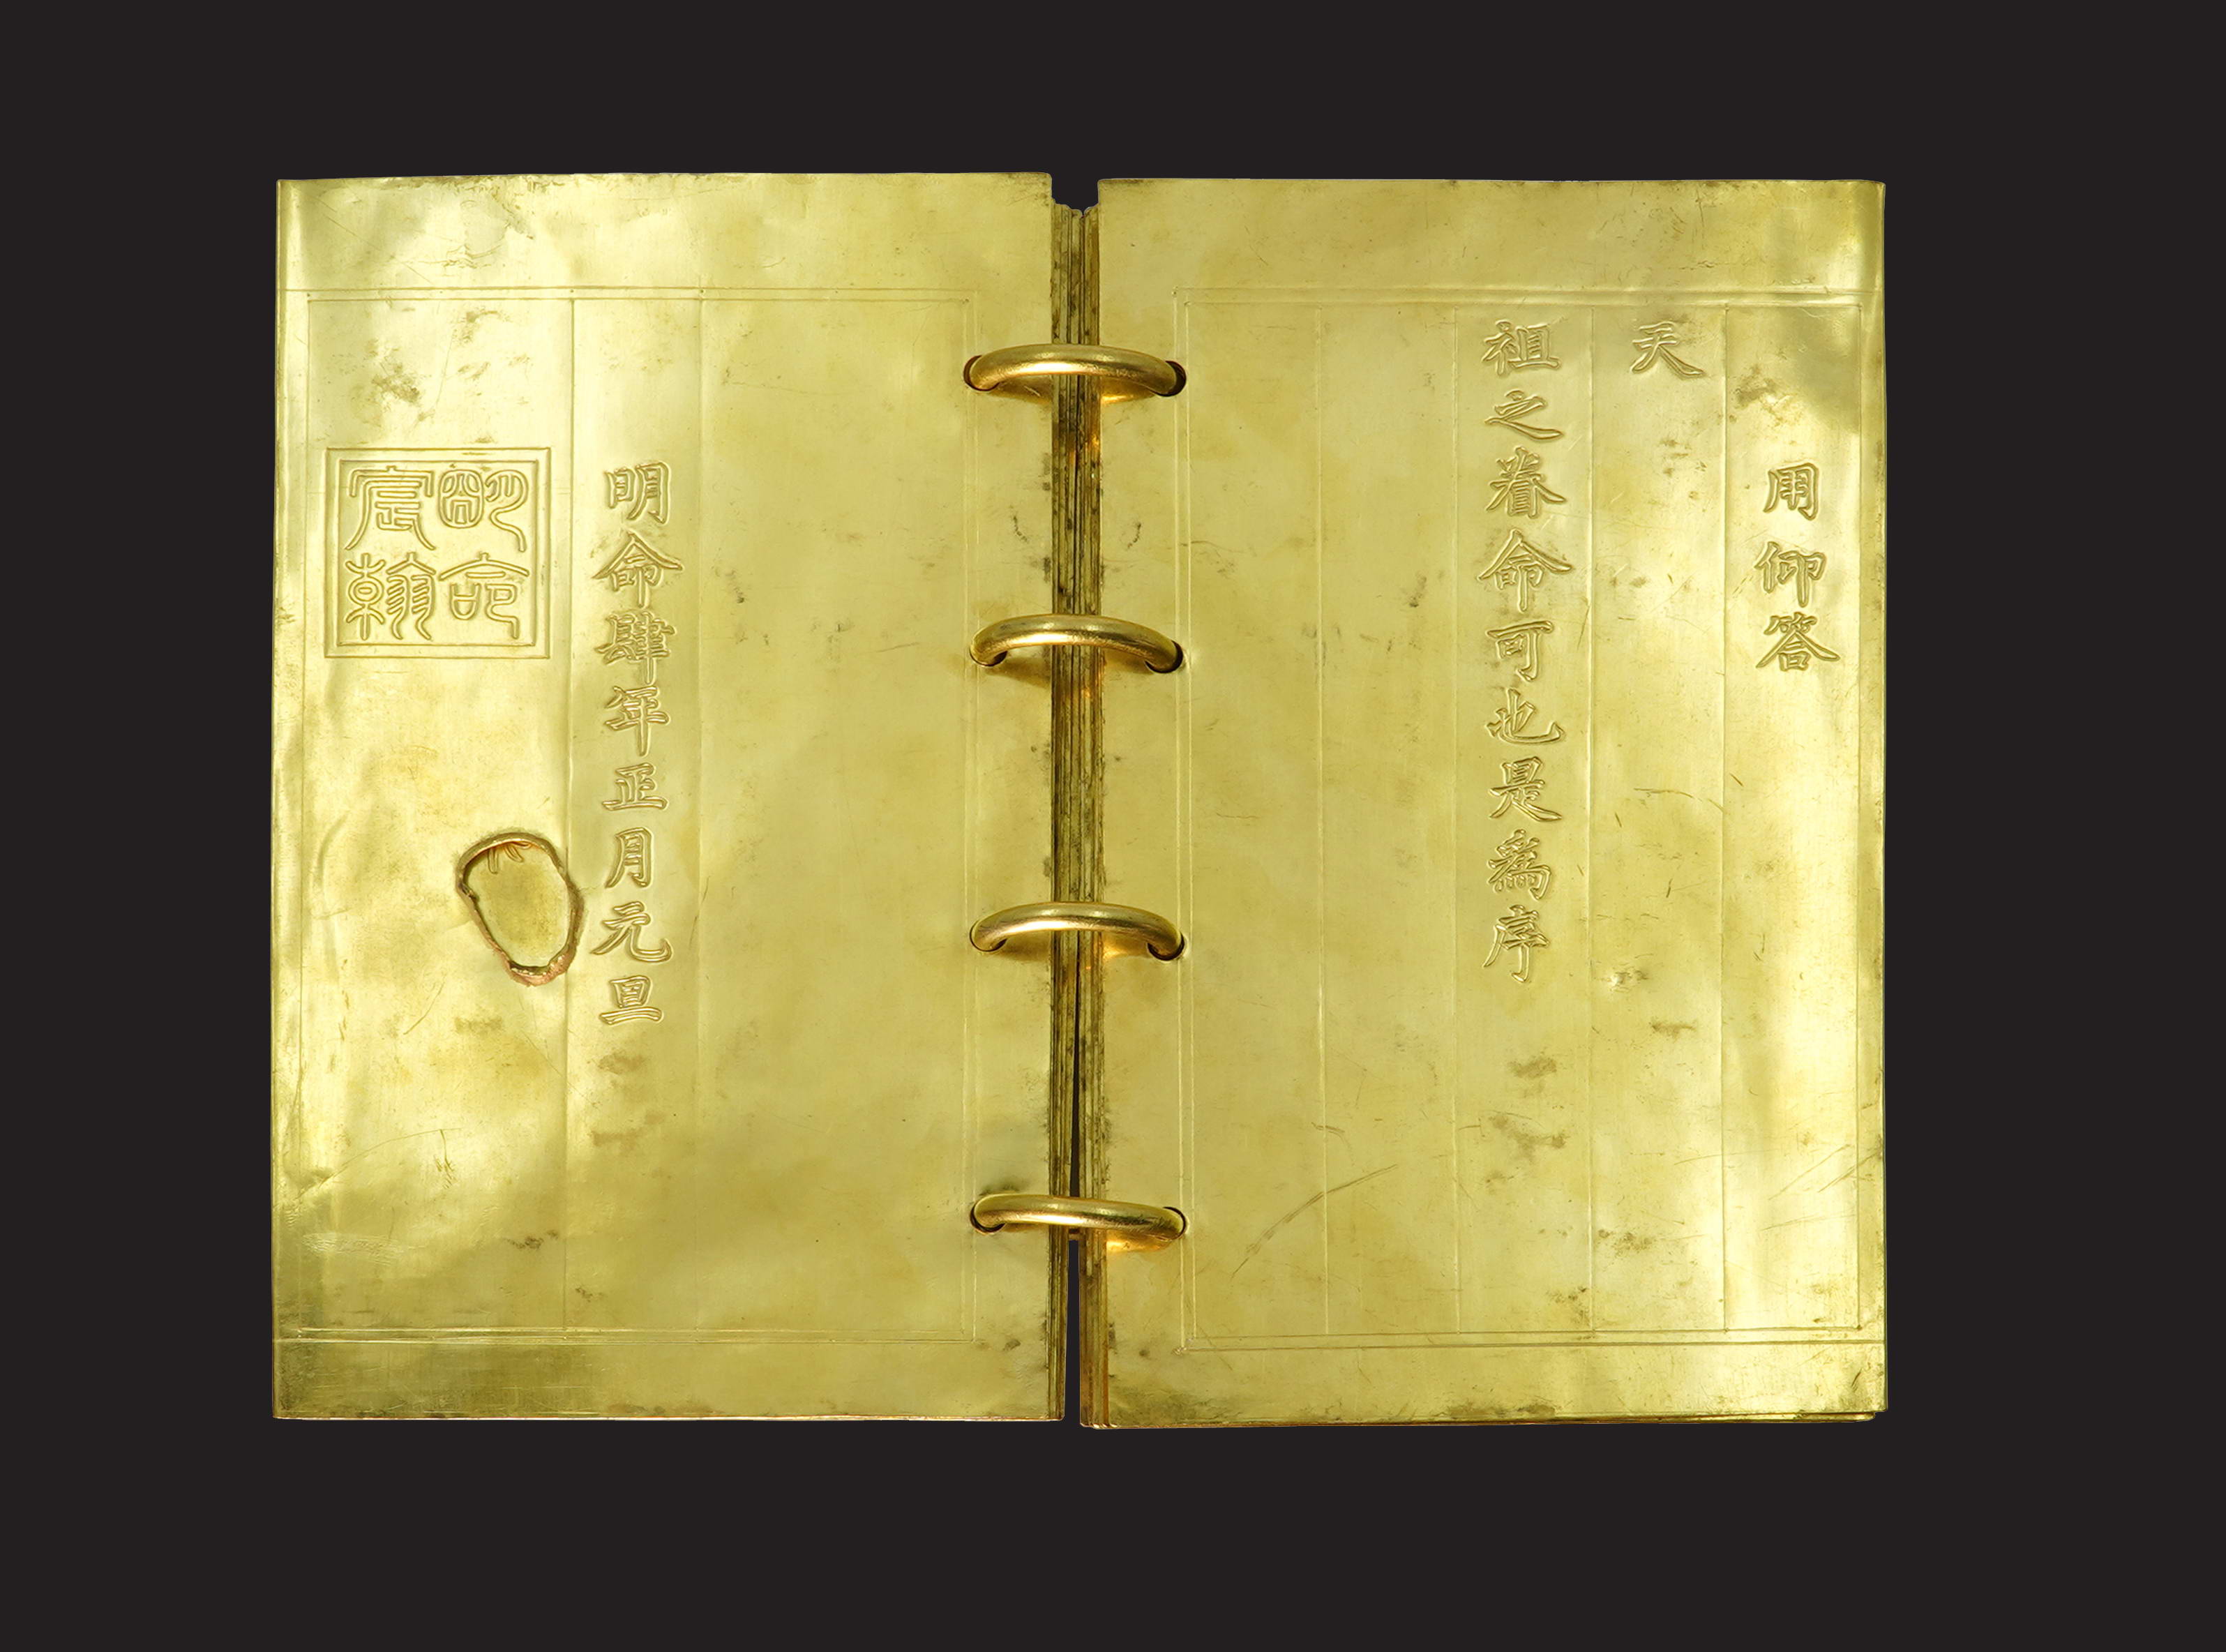 用仰答
天
祖之眷命可也是爲序
明命肆年正月元旦
明命
宸翰